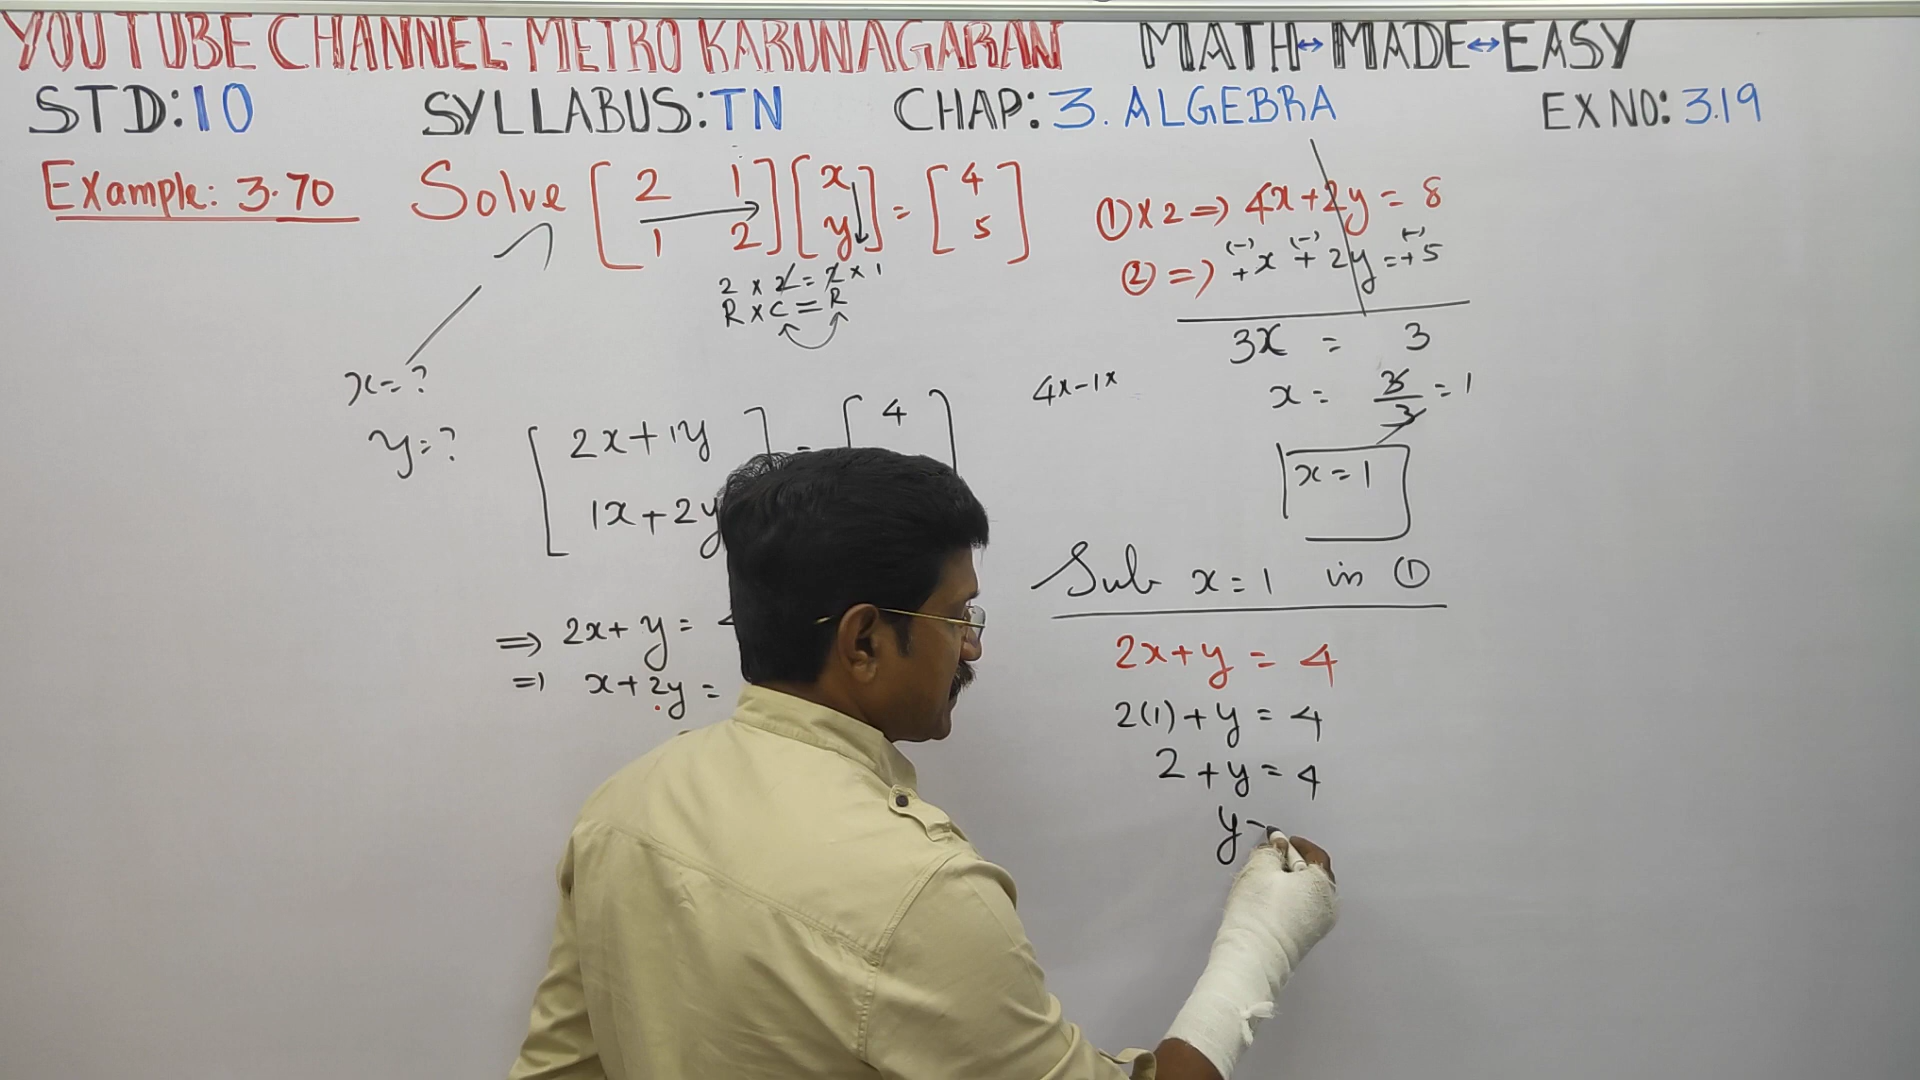 YOUTUBE CHANNEL-METRO KARUNAGARAN MATH↔MADE↔EASY
STD:10 SYLLABUS:TN CHAP: 3. ALGEBRA EX NO: 3.19
Example: 3.70 Solve [2 1 [x = [4
1 2] y] 5]
2 x 2 = 2 x 1
R x C = R
x=?
y=?
[2x+1y] = [4
1x+2y
⇒ 2x+y =
⇒ x+2y =
① x 2 ⇒ 4x+2y = 8
② ⇒ +x + 2y = +5
(-) (-) (-)
3x = 3
4x-1x
x = 3/3 = 1
x = 1
Sub x = 1 in ①
2x+y = 4
2(1)+y = 4
2+y = 4
y=